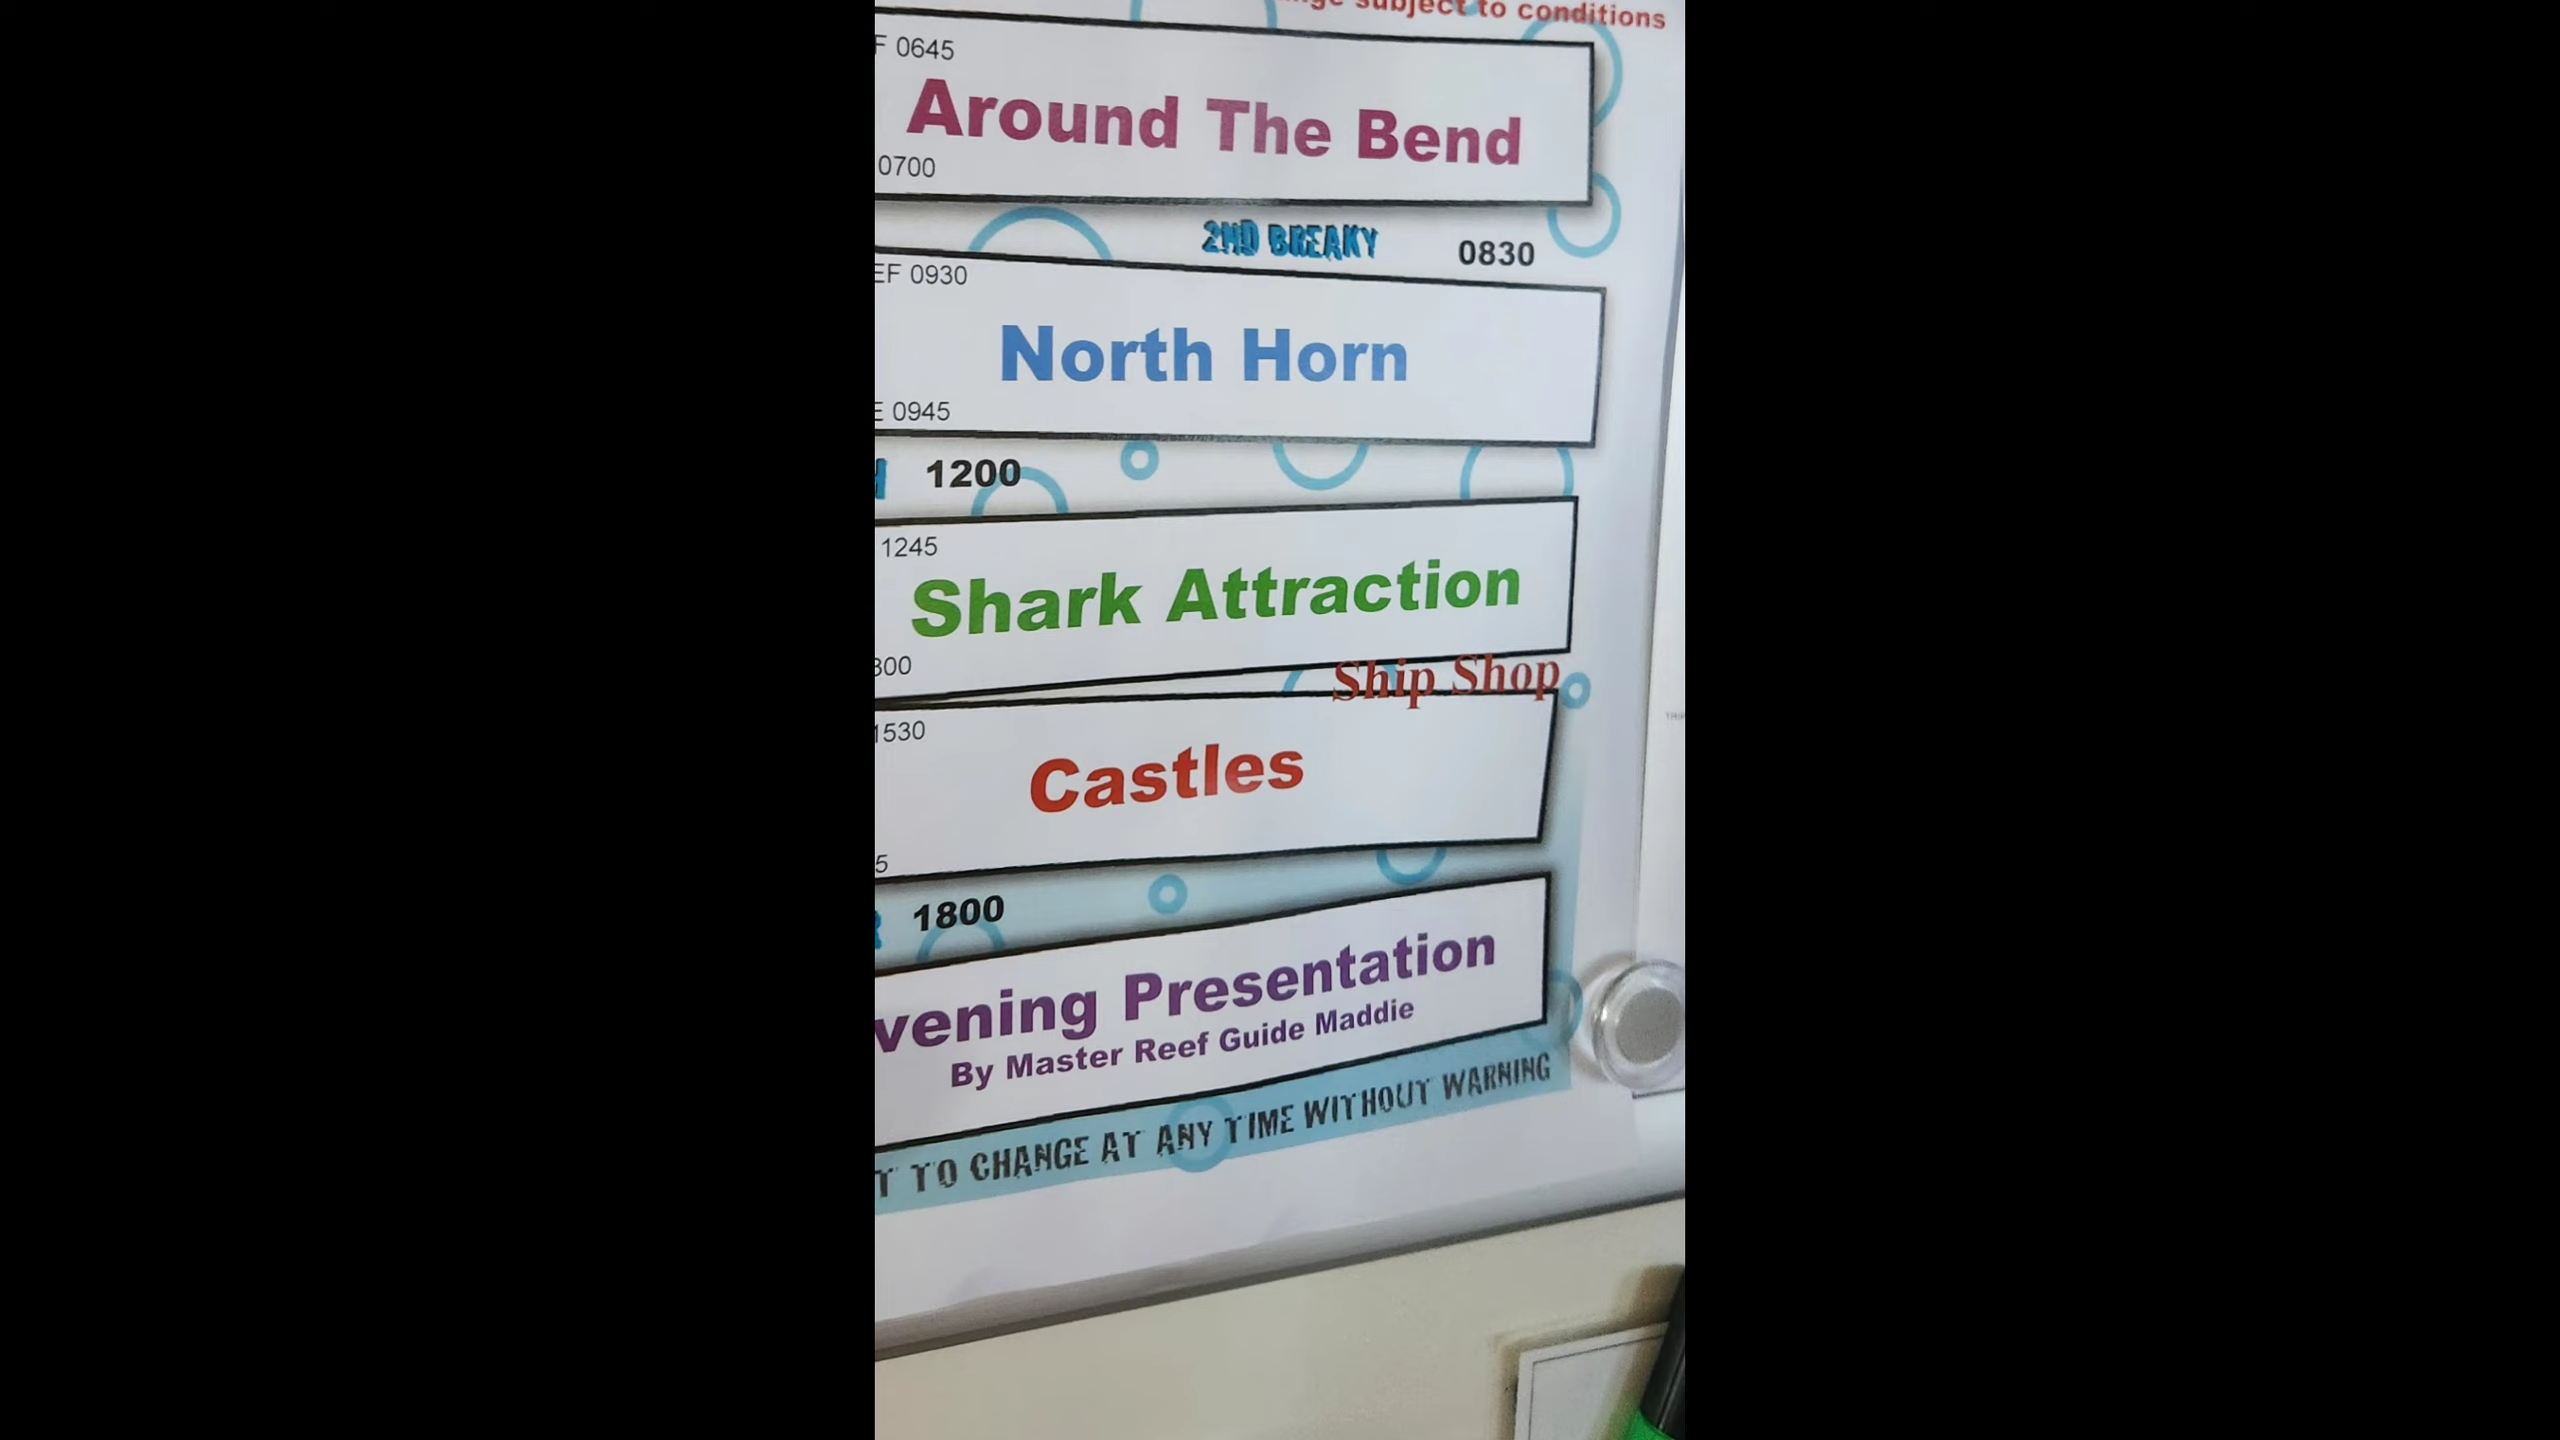 subject to conditions
F 0645
Around The Bend
0700
2ND BREAKY 0830
EF 0930
North Horn
E 0945
H 1200
1245
Shark Attraction
300
Ship Shop
1530
Castles
5
R 1800
vening Presentation
By Master Reef Guide Maddie
T TO CHANGE AT ANY TIME WITHOUT WARNING